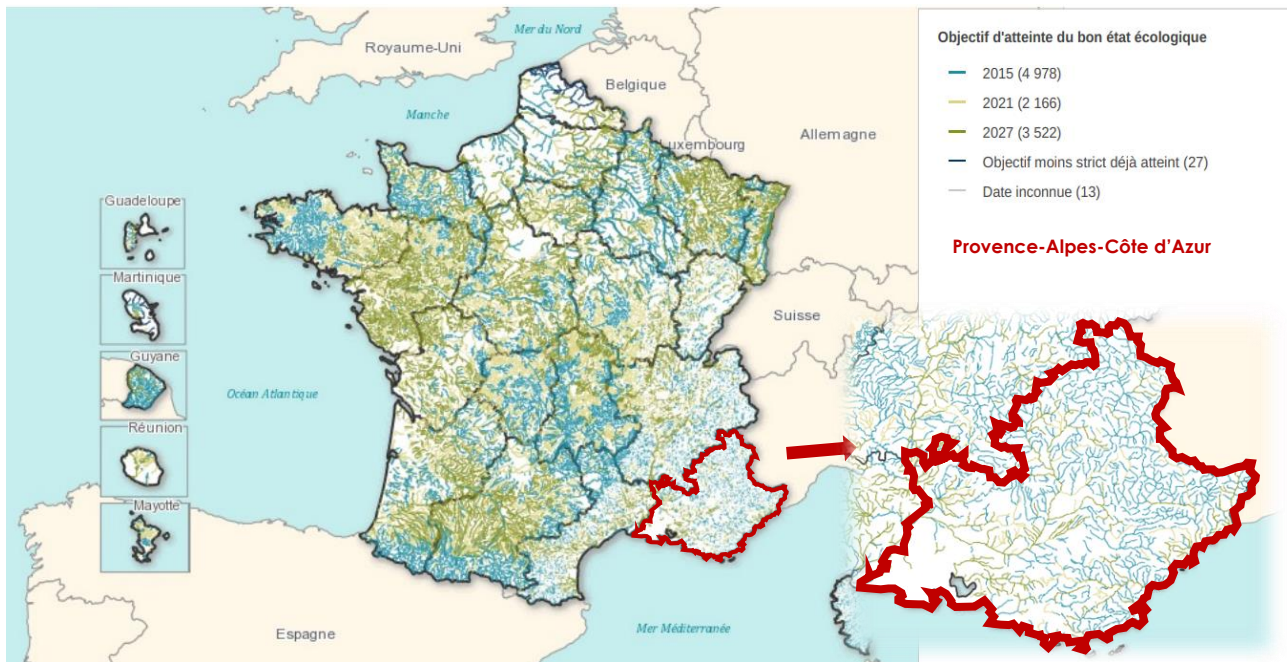 Mer du Nord
Royaume-Uni
Belgique
Manche
Luxembourg
Allemagne
Guadeloupe
Martinique
Guyane
Réunion
Mayotte
Suisse
Océan Atlantique
Espagne
Mer Méditerranée
Objectif d'atteinte du bon état écologique
2015 (4 978)
2021 (2 166)
2027 (3 522)
Objectif moins strict déjà atteint (27)
Date inconnue (13)
Provence-Alpes-Côte d'Azur